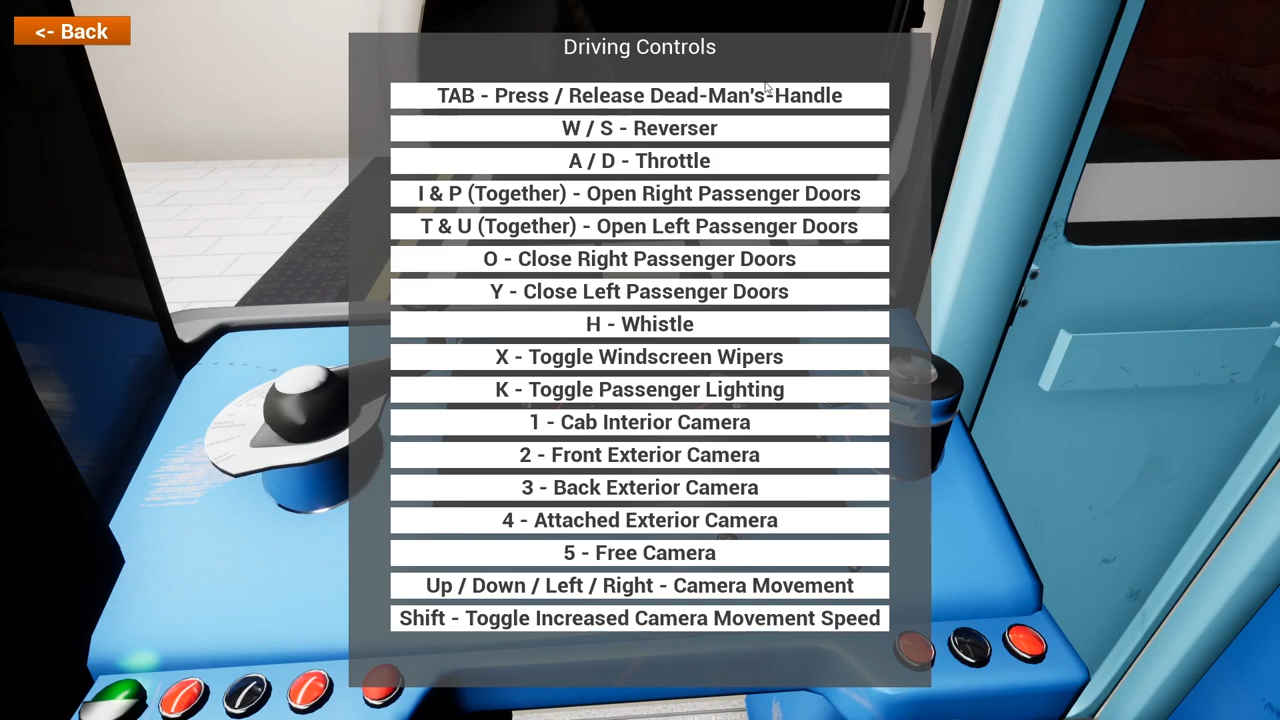 <- Back
Driving Controls
TAB - Press / Release Dead-Man's-Handle
W / S - Reverser
A / D - Throttle
I & P (Together) - Open Right Passenger Doors
T & U (Together) - Open Left Passenger Doors
O - Close Right Passenger Doors
Y - Close Left Passenger Doors
H - Whistle
X - Toggle Windscreen Wipers
K - Toggle Passenger Lighting
1 - Cab Interior Camera
2 - Front Exterior Camera
3 - Back Exterior Camera
4 - Attached Exterior Camera
5 - Free Camera
Up / Down / Left / Right - Camera Movement
Shift - Toggle Increased Camera Movement Speed